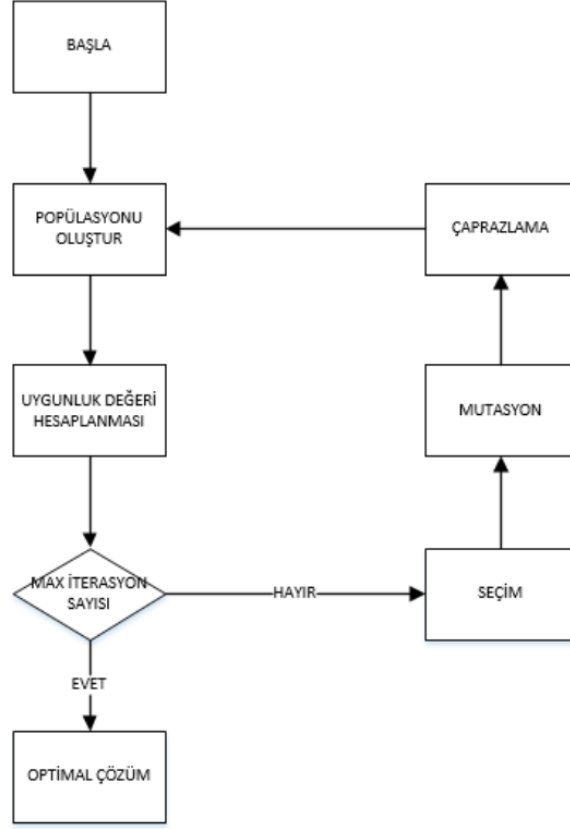 BAŞLA
POPÜLASYONU
OLUŞTUR
ÇAPRAZLAMA
UYGUNLUK DEĞERİ
HESAPLANMASI
MUTASYON
MAX İTERASYON
SAYISI
HAYIR
SEÇİM
EVET
OPTİMAL ÇÖZÜM